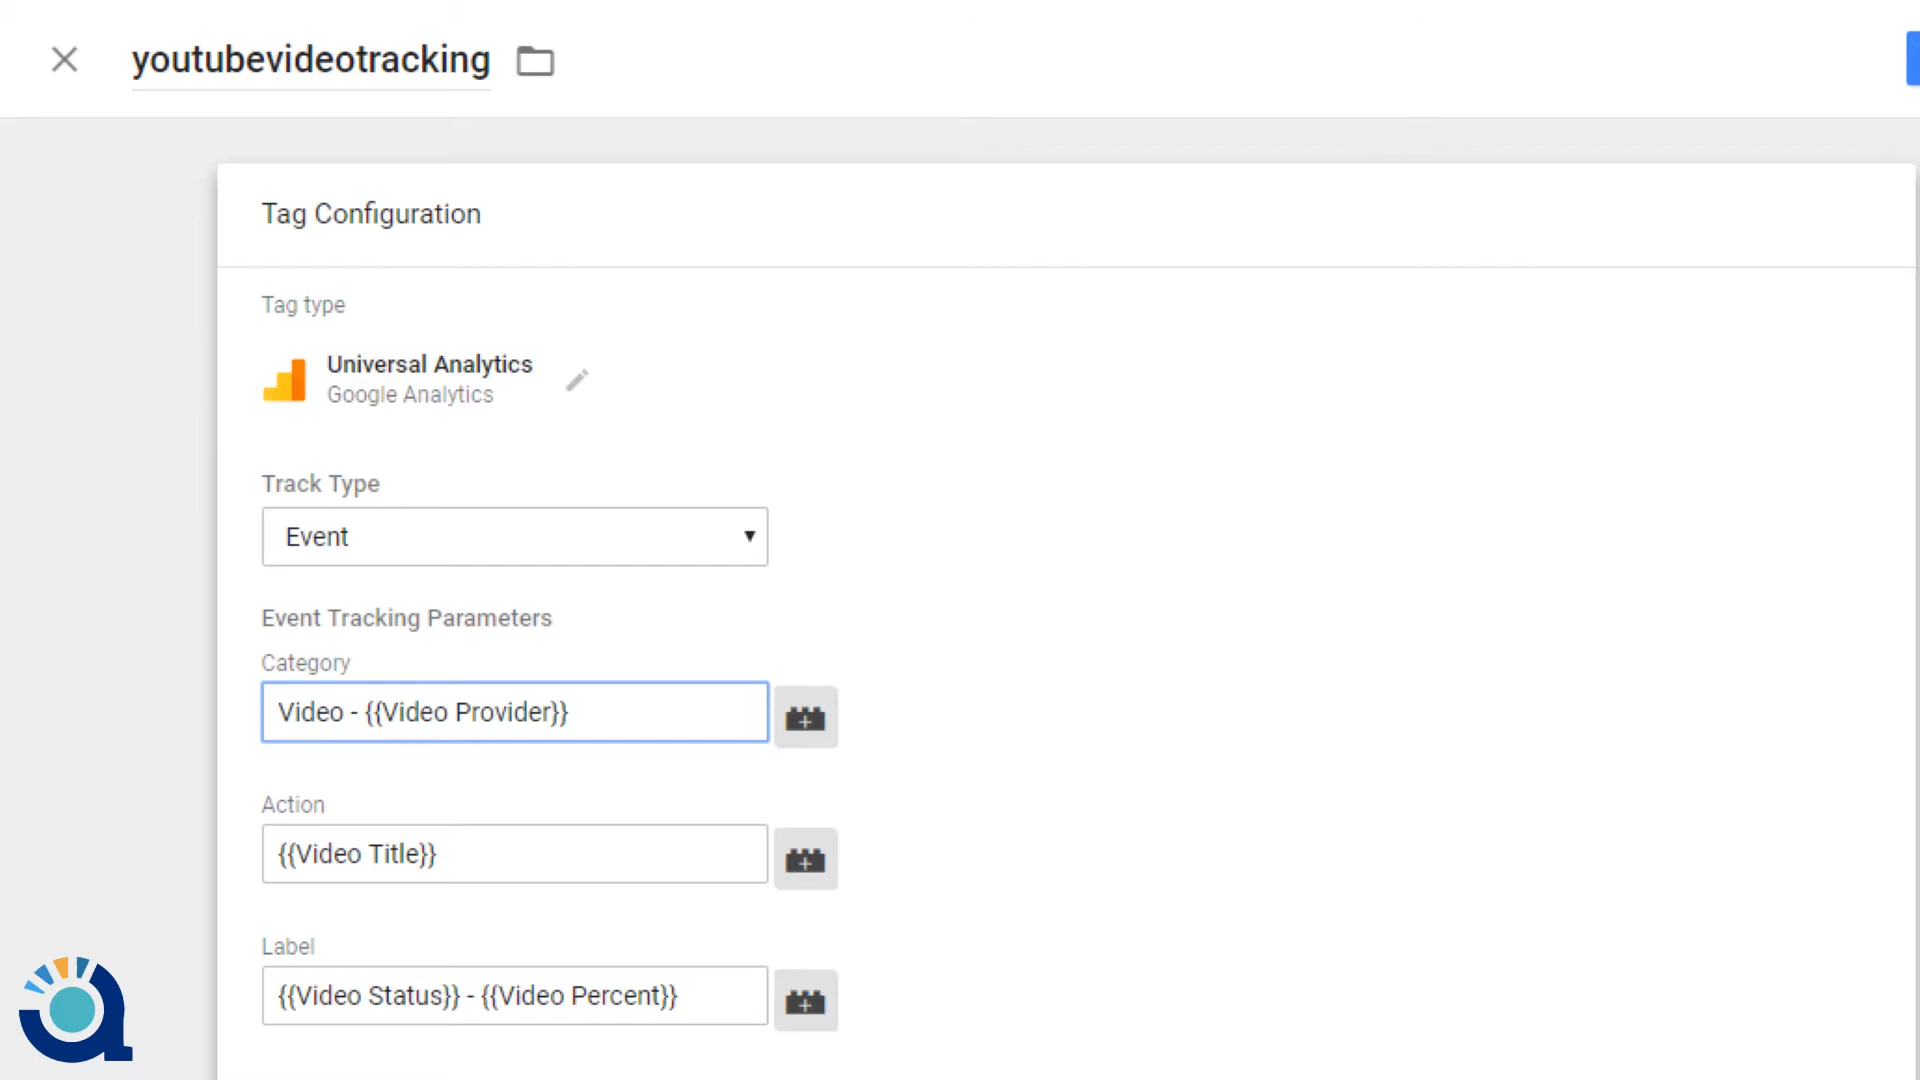 youtubevideotracking
Tag Configuration
Tag type
Universal Analytics
Google Analytics
Track Type
Event
Event Tracking Parameters
Category
Video - {{Video Provider}}
Action
{{Video Title}}
Label
{{Video Status}} - {{Video Percent}}